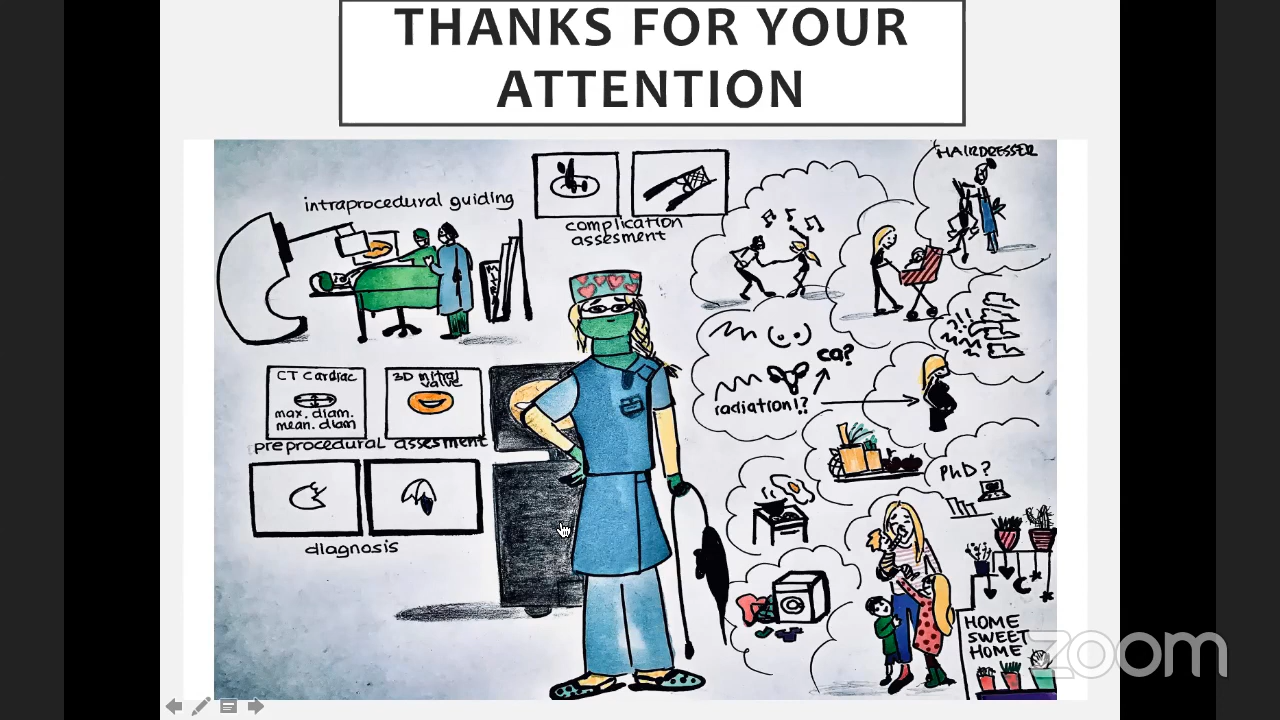 THANKS FOR YOUR
ATTENTION
HAIRDRESSER
intraprocedural guiding
complication
assesment
CT Cardiac
max. diam.
mean. diam
3D mitral
valve
preprocedural assesment
diagnosis
ca?
radiation!?
PhD?
HOME
SWEET
HOME
zoom